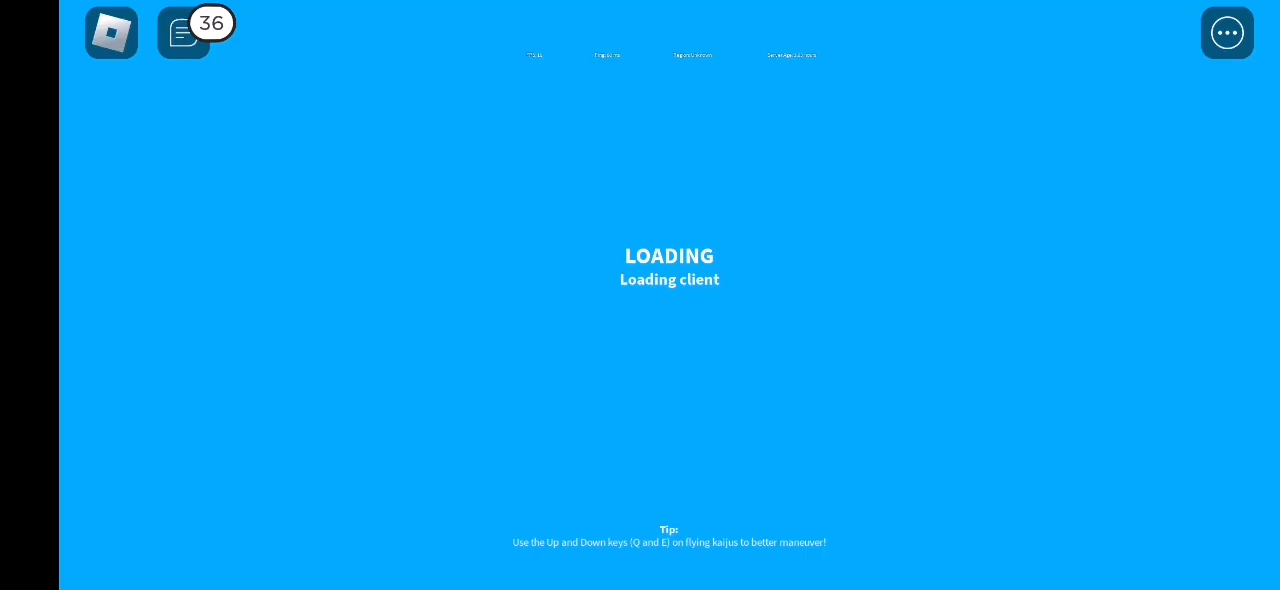 36
LOADING
Loading client
Tip:
Use the Up and Down keys (Q and E) on flying kaijus to better maneuver!